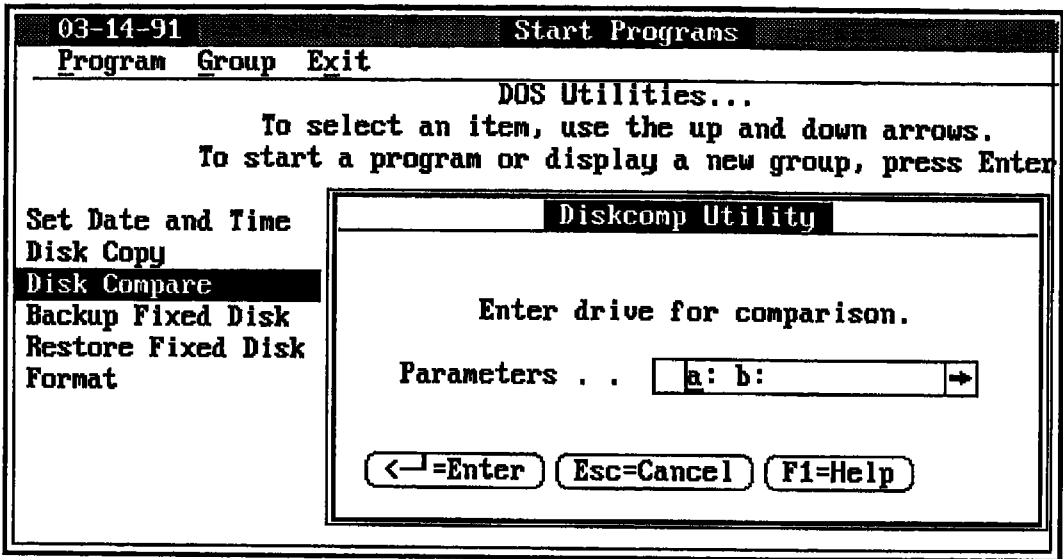 03-14-91 Start Programs
Program Group Exit
DOS Utilities...
To select an item, use the up and down arrows.
To start a program or display a new group, press Enter
Set Date and Time
Disk Copy
Disk Compare
Backup Fixed Disk
Restore Fixed Disk
Format
Diskcomp Utility
Enter drive for comparison.
Parameters . . a: b: →
<─┘=Enter Esc=Cancel F1=Help